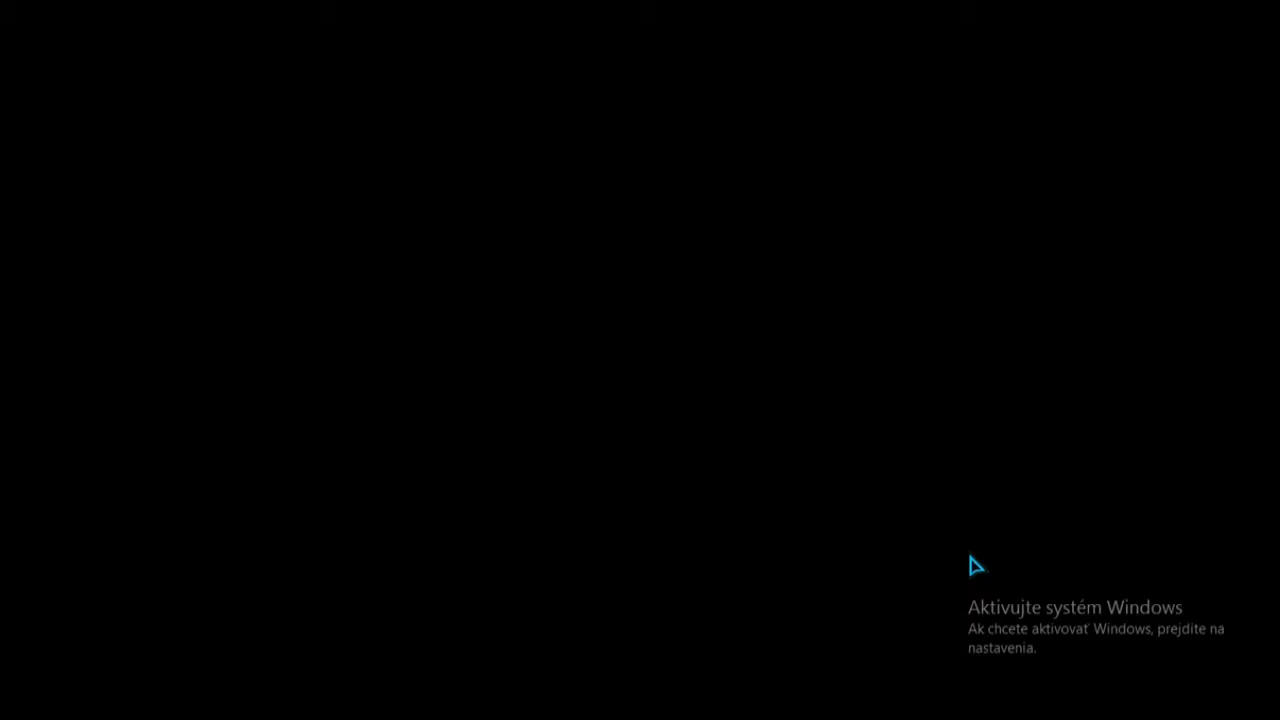 Aktivujte systém Windows
Ak chcete aktivovať Windows, prejdite na
nastavenia.